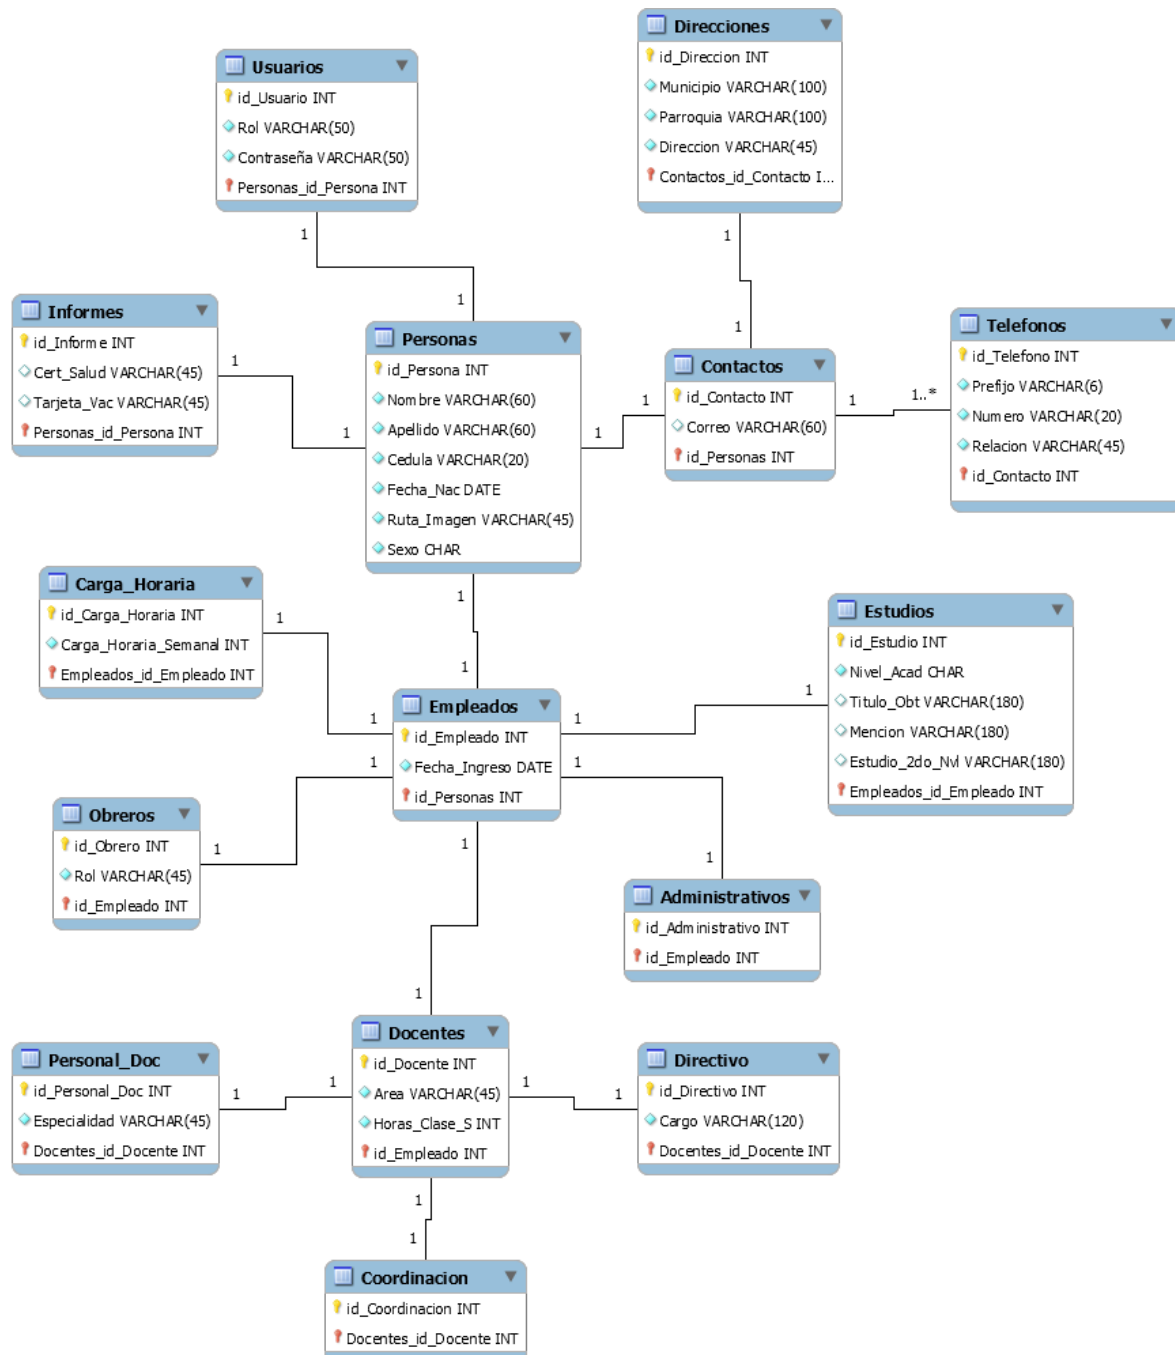 Direcciones
id_Direccion INT
Municipio VARCHAR(100)
Parroquia VARCHAR(100)
Direccion VARCHAR(45)
Contactos_id_Contacto I...
Usuarios
id_Usuario INT
Rol VARCHAR(50)
Contraseña VARCHAR(50)
Personas_id_Persona INT
1
1
1
1
Informes
id_Informe INT
Cert_Salud VARCHAR(45)
Tarjeta_Vac VARCHAR(45)
Personas_id_Persona INT
1
1
Personas
id_Persona INT
Nombre VARCHAR(60)
Apellido VARCHAR(60)
Cedula VARCHAR(20)
Fecha_Nac DATE
Ruta_Imagen VARCHAR(45)
Sexo CHAR
1
1
Contactos
id_Contacto INT
Correo VARCHAR(60)
id_Personas INT
1
1..*
Telefonos
id_Telefono INT
Prefijo VARCHAR(6)
Numero VARCHAR(20)
Relacion VARCHAR(45)
id_Contacto INT
Carga_Horaria
id_Carga_Horaria INT
Carga_Horaria_Semanal INT
Empleados_id_Empleado INT
1
1
1
1
Empleados
id_Empleado INT
Fecha_Ingreso DATE
id_Personas INT
1
1
Estudios
id_Estudio INT
Nivel_Acad CHAR
Titulo_Obt VARCHAR(180)
Mencion VARCHAR(180)
Estudio_2do_Nvl VARCHAR(180)
Empleados_id_Empleado INT
Obreros
id_Obrero INT
Rol VARCHAR(45)
id_Empleado INT
1
1
1
1
Administrativos
id_Administrativo INT
id_Empleado INT
1
1
Personal_Doc
id_Personal_Doc INT
Especialidad VARCHAR(45)
Docentes_id_Docente INT
1
1
Docentes
id_Docente INT
Area VARCHAR(45)
Horas_Clase_S INT
id_Empleado INT
1
1
Directivo
id_Directivo INT
Cargo VARCHAR(120)
Docentes_id_Docente INT
1
1
Coordinacion
id_Coordinacion INT
Docentes_id_Docente INT